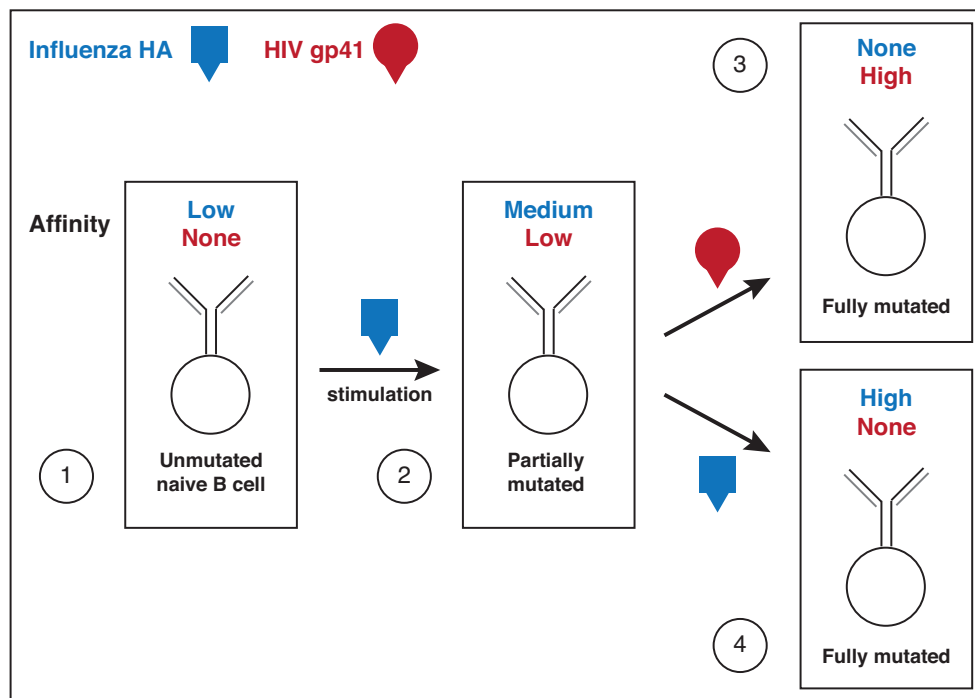 Influenza HA
HIV gp41
3
None
High
Fully mutated
Affinity
Low
None
Unmutated
naive B cell
1
stimulation
Medium
Low
Partially
mutated
2
High
None
Fully mutated
4